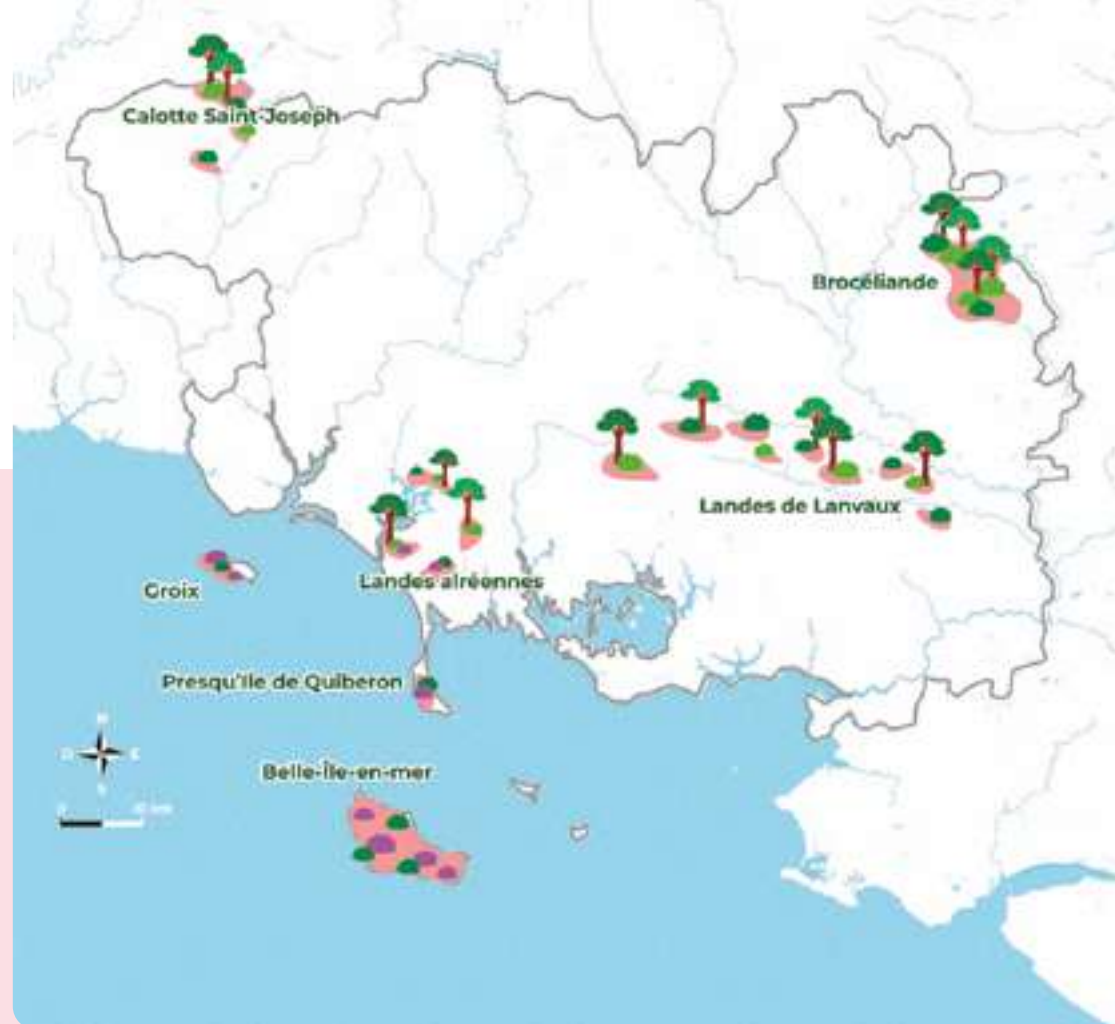 Calotte Saint-Joseph
Brocéliande
Landes de Lanvaux
Landes alréennes
Groix
Presqu'île de Quiberon
Belle-Île-en-mer
N
O
E
S